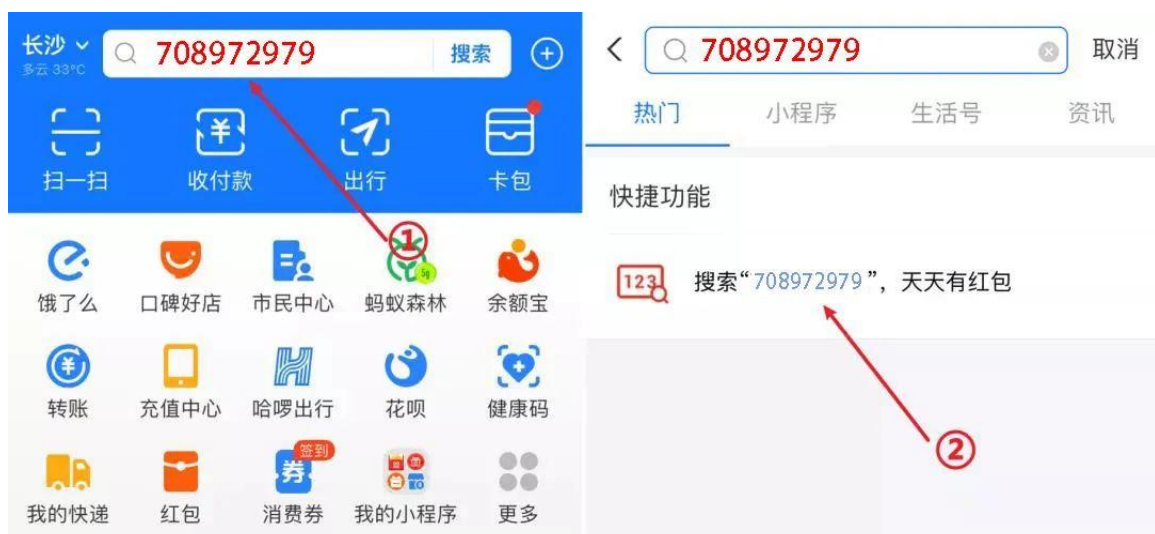 长沙
多云 33°C
708972979
搜索
扫一扫
收付款
出行
卡包
①
饿了么
口碑好店
市民中心
5g
蚂蚁森林
余额宝
转账
充值中心
哈啰出行
花呗
健康码
签到
券
我的快递
红包
消费券
我的小程序
更多
708972979
取消
热门
小程序
生活号
资讯
快捷功能
123
搜索“708972979”，天天有红包
②